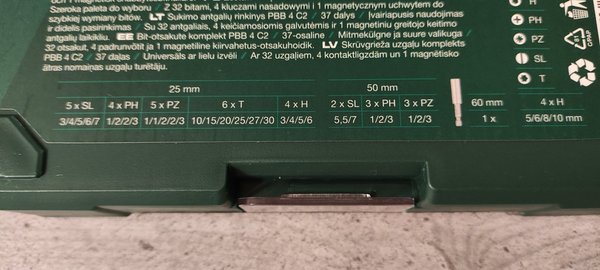 Szeroka paleta do wyboru / Z 32 bitami, 4 kluczami nasadowymi i 1 magnetycznym uchwytem do
szybkiej wymiany bitów. LT Sukimo antgalių rinkinys PBB 4 C2 / 37 dalys / Įvairiapusis naudojimas
ir didelis pasirinkimas / Su 32 antgaliais, 4 keičiamosiomis galvutėmis ir 1 magnetiniu greitojo keitimo
antgalių laikikliu. EE Bit-otsakute komplekt PBB 4 C2 / 37-osaline / Mitmekülgne ja suure valikuga /
32 otsakut, 4 padrunvõtit ja 1 magnetiline kiirvahetus-otsakuhoidik. LV Skrūvgrieža uzgaļu komplekts
PBB 4 C2 / 37 daļas / Universāls ar lielu izvēli / Ar 32 uzgaļiem, 4 kontaktligzdām un 1 magnētisko
ātras nomaiņas uzgaļu turētāju.
H
PH
PZ
SL
T
25 mm 50 mm
5 x SL 4 x PH 5 x PZ 6 x T 4 x H 2 x SL 3 x PH 3 x PZ 60 mm 4 x H
3/4/5/6/7 1/2/2/3 1/1/2/2/3 10/15/20/25/27/30 3/4/5/6 5,5/7 1/2/3 1/2/3 1 x 5/6/8/10 mm